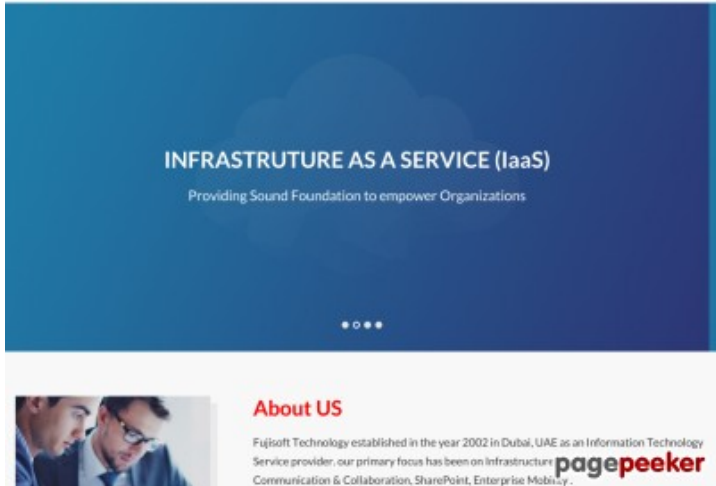 INFRASTRUTURE AS A SERVICE (IaaS)
Providing Sound Foundation to empower Organizations
About US
Fujisoft Technology established in the year 2002 in Dubai, UAE as an Information Technology
Service provider, our primary focus has been on Infrastructure
pagepeeker
Communication & Collaboration, SharePoint, Enterprise Mobility .